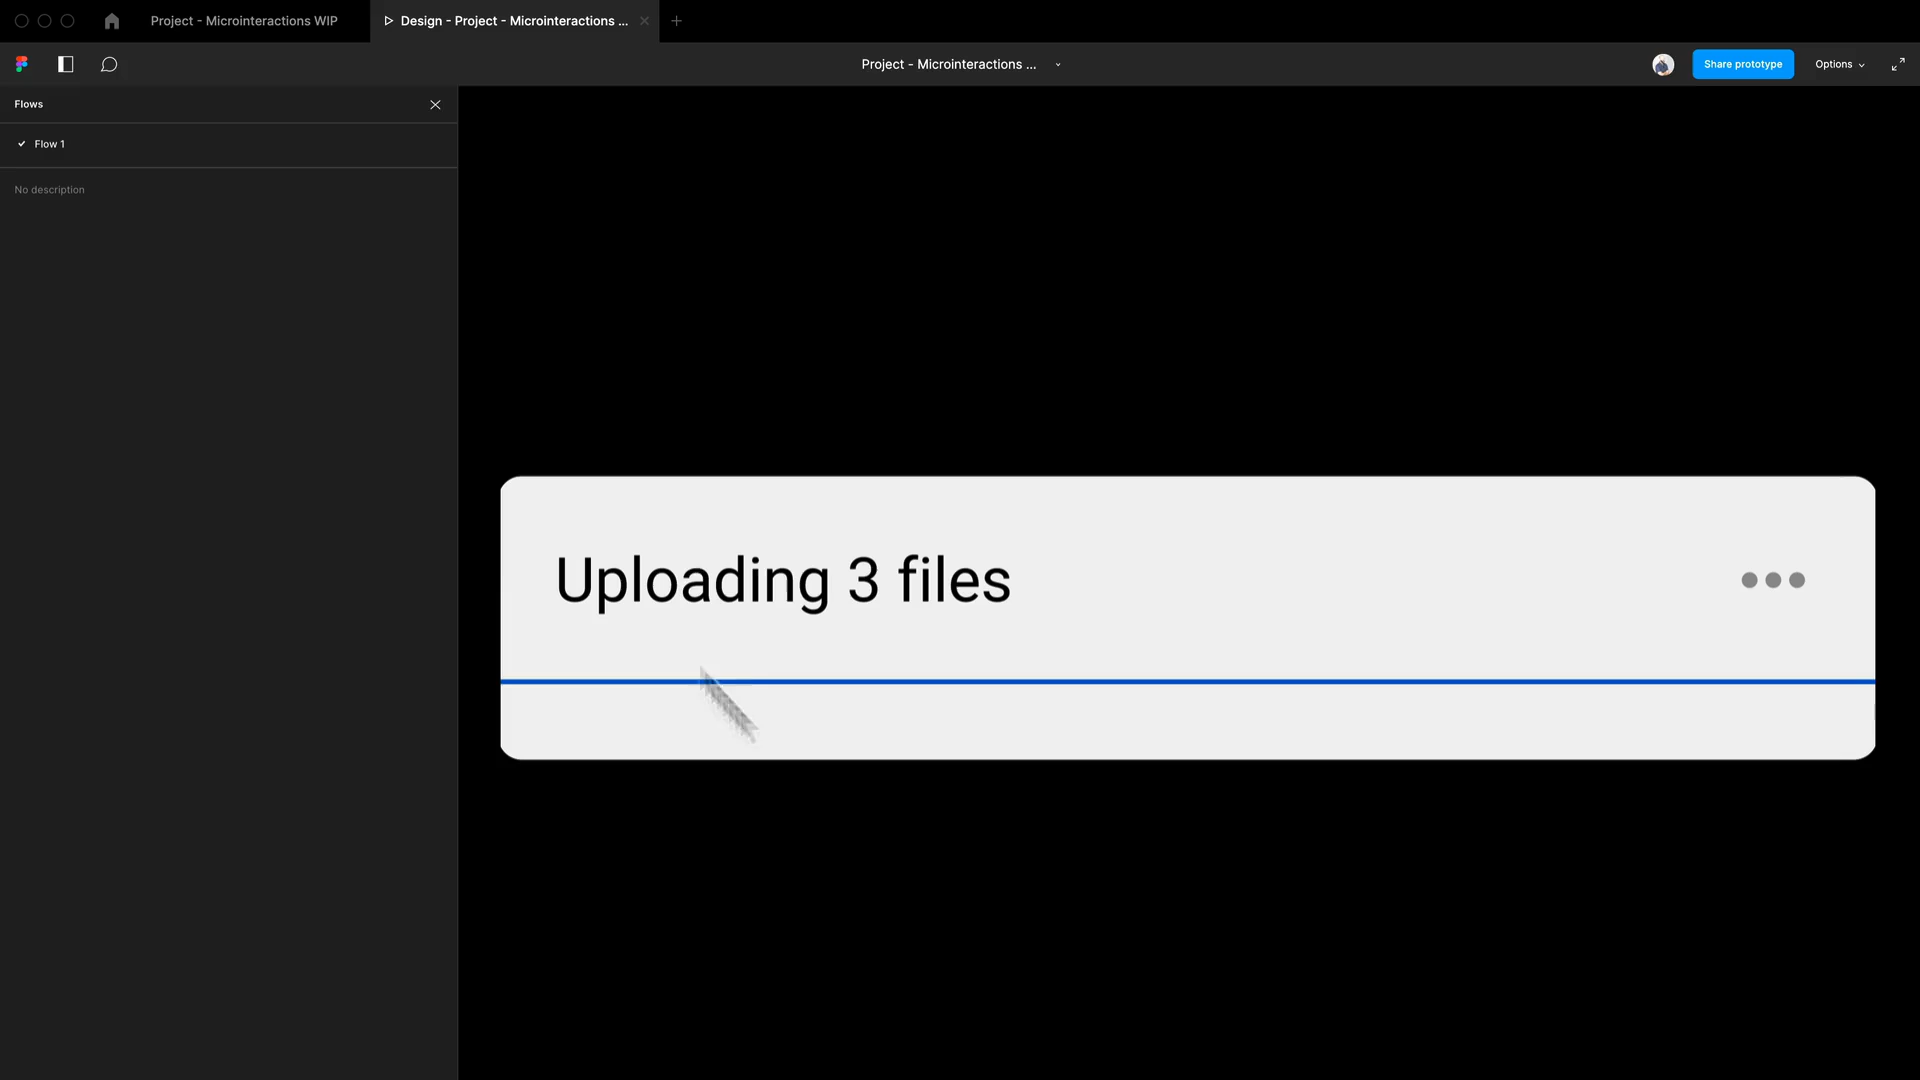 Project - Microinteractions WIP
Design - Project - Microinteractions ...
Project - Microinteractions ...
Share prototype
Options
Flows
Flow 1
No description
Uploading 3 files